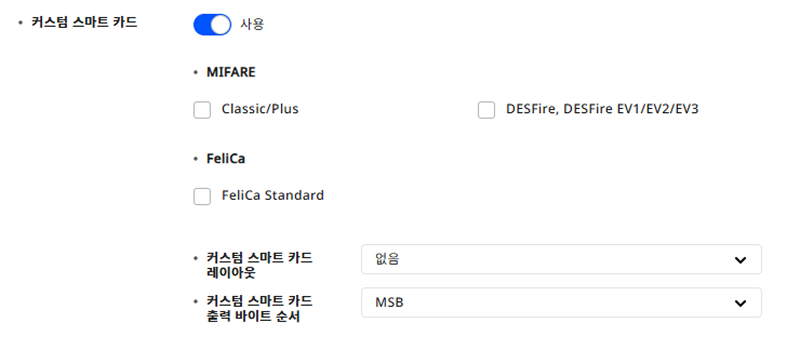 커스텀 스마트 카드
사용
MIFARE
Classic/Plus
DESFire, DESFire EV1/EV2/EV3
FeliCa
FeliCa Standard
커스텀 스마트 카드
레이아웃
없음
커스텀 스마트 카드
출력 바이트 순서
MSB